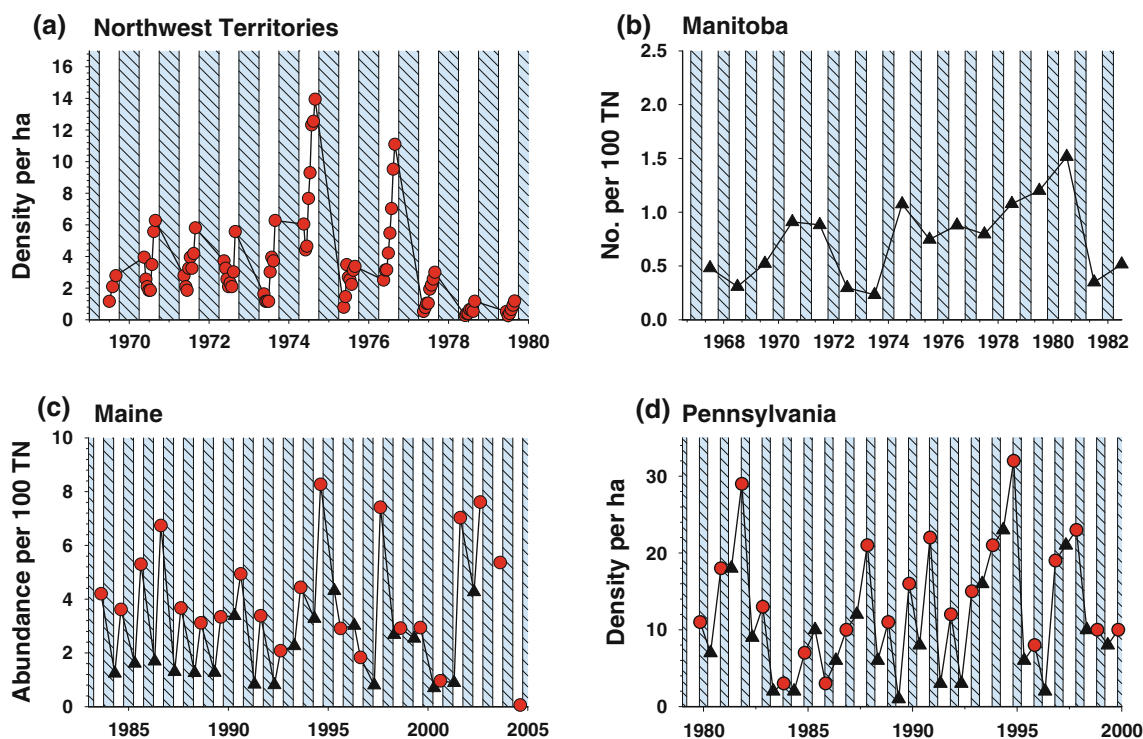 (a) Northwest Territories
Density per ha
16
14
12
10
8
6
4
2
0
1970 1972 1974 1976 1978 1980
(b) Manitoba
No. per 100 TN
2.5
2.0
1.5
1.0
0.5
0.0
1968 1970 1972 1974 1976 1978 1980 1982
(c) Maine
Abundance per 100 TN
10
8
6
4
2
0
1985 1990 1995 2000 2005
(d) Pennsylvania
Density per ha
30
20
10
0
1980 1985 1990 1995 2000